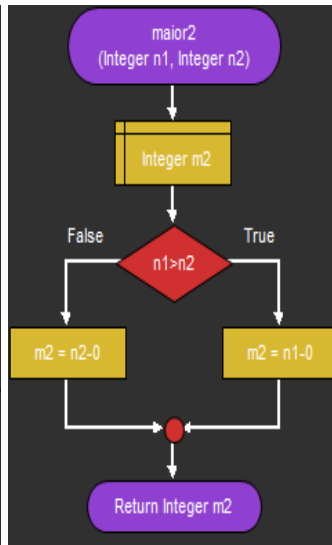 maior2
(Integer n1, Integer n2)
Integer m2
False
True
n1>n2
m2 = n2-0
m2 = n1-0
Return Integer m2